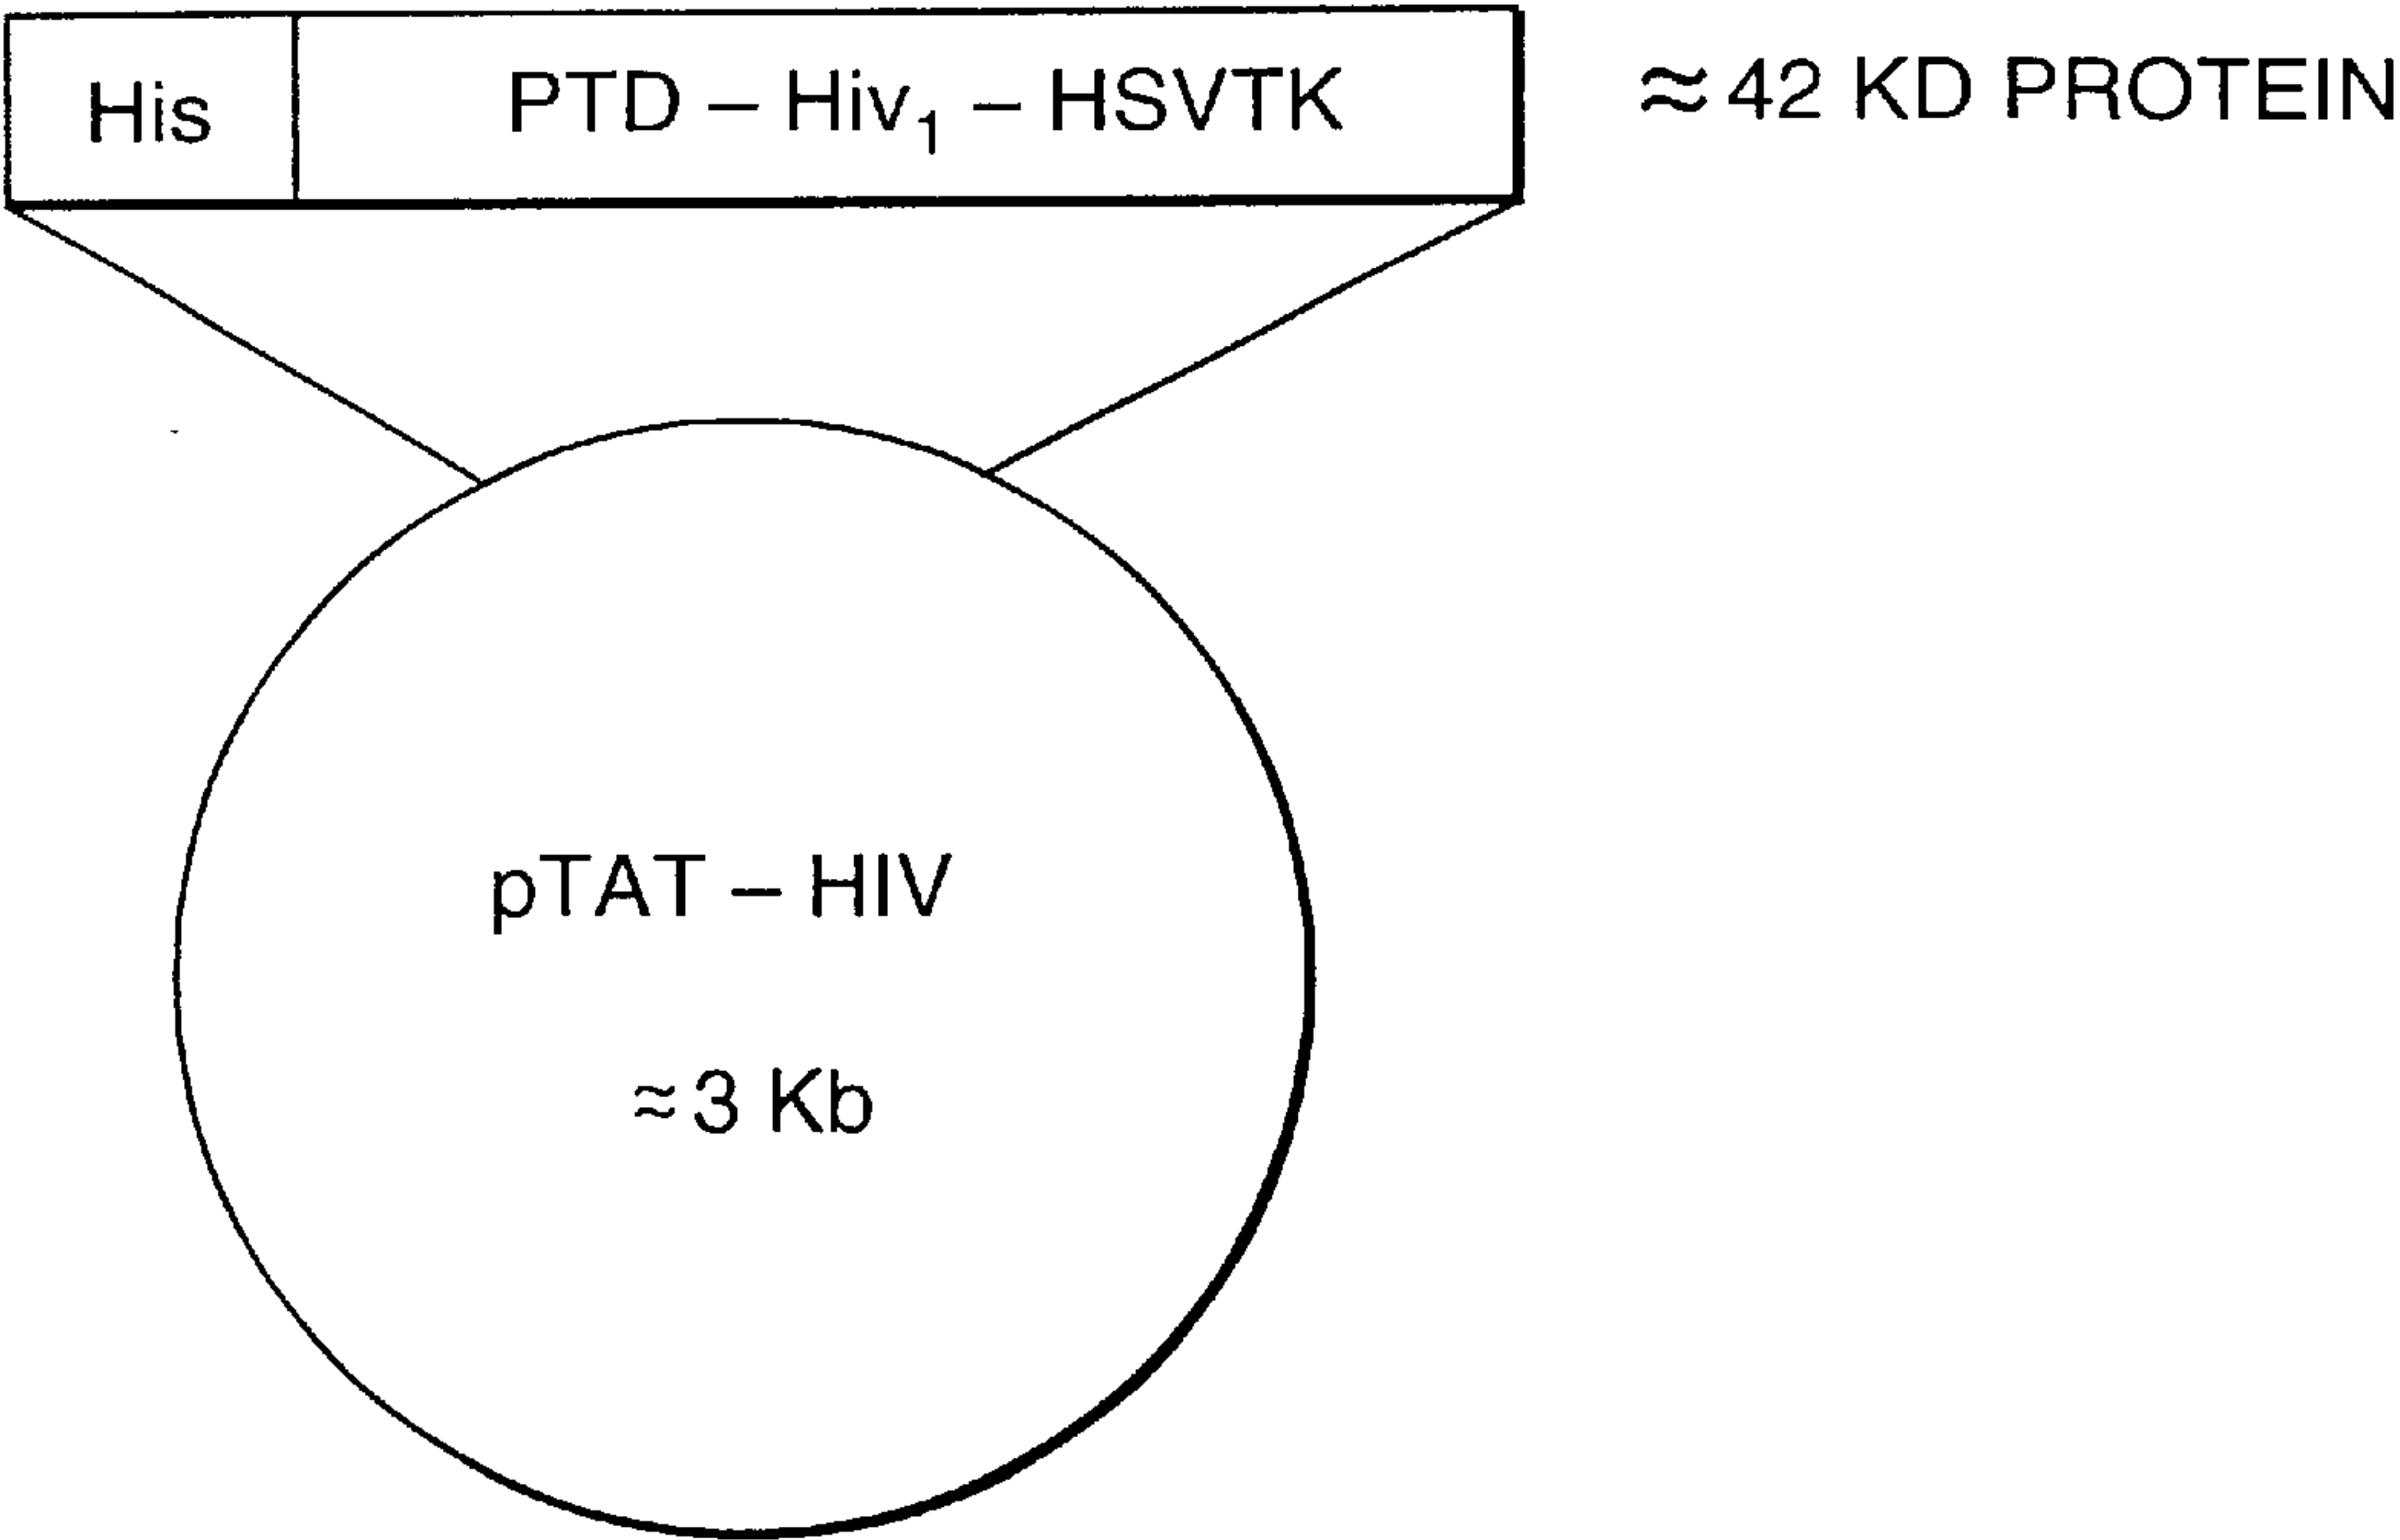 His
PTD – Hiv₁ – HSVTK
≈ 42 KD PROTEIN
pTAT – HIV
≈ 3 Kb